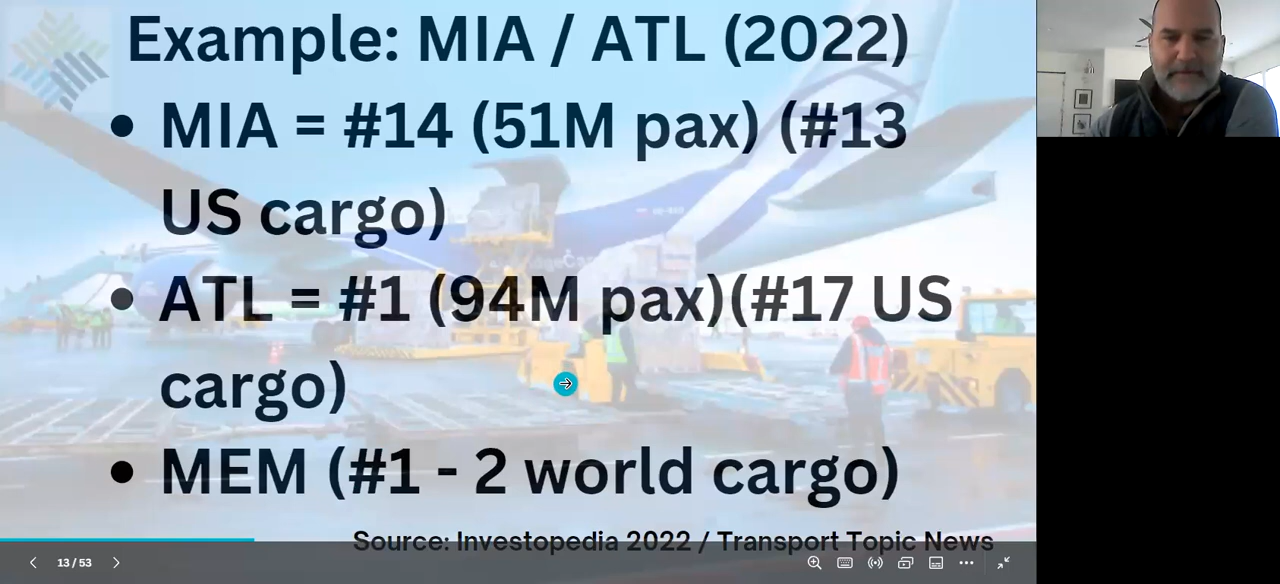 Example: MIA / ATL (2022)
• MIA = #14 (51M pax) (#13
US cargo)
• ATL = #1 (94M pax)(#17 US
cargo)
• MEM (#1 - 2 world cargo)
Source: Investopedia 2022 / Transport Topic News
13 / 53